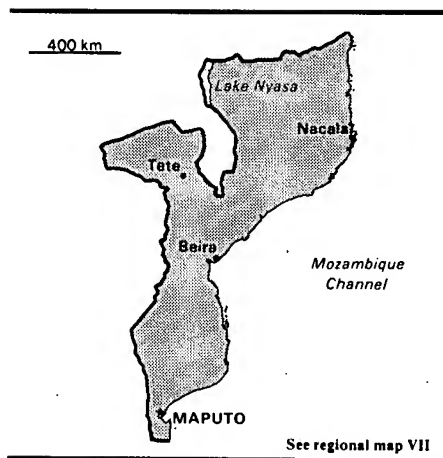 400 km
Lake Nyasa
Nacala
Tete
Beira
Mozambique
Channel
MAPUTO
See regional map VII